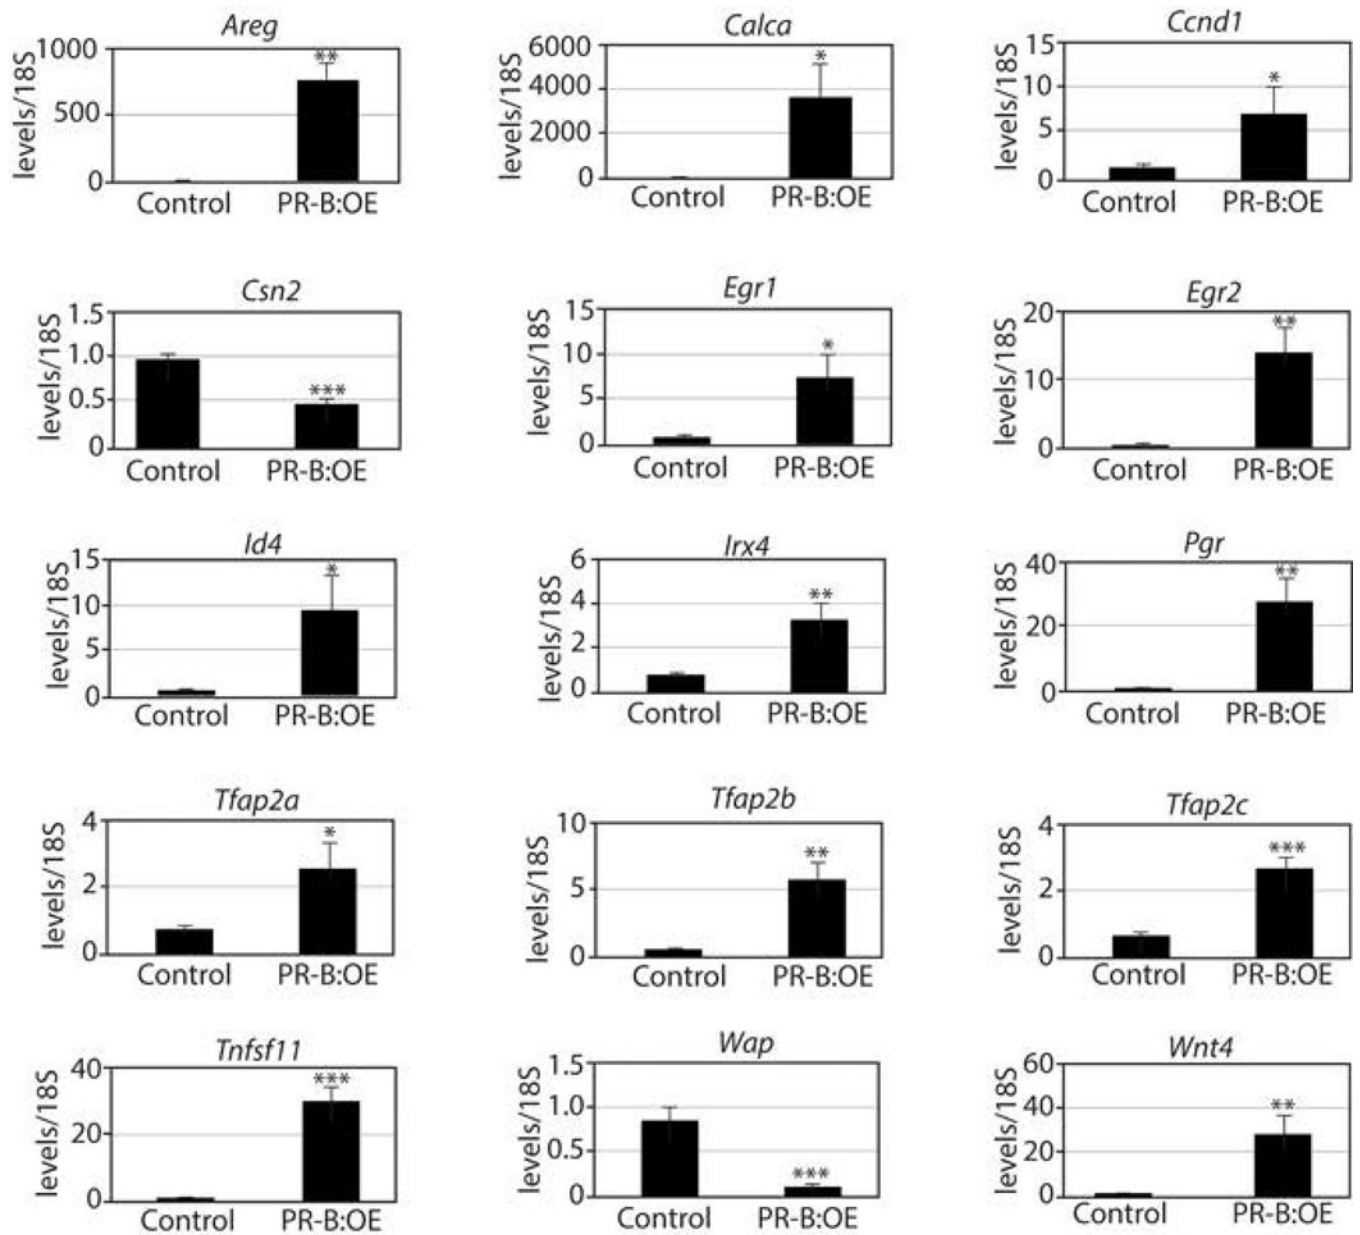 Areg
levels/18S
1000
**
500
0
Control PR-B:OE
Calca
levels/18S
6000
*
4000
2000
0
Control PR-B:OE
Ccnd1
levels/18S
15
10
*
5
0
Control PR-B:OE
Csn2
levels/18S
1.5
1.0
0.5
***
0
Control PR-B:OE
Egr1
levels/18S
15
10
*
5
0
Control PR-B:OE
Egr2
levels/18S
20
**
10
0
Control PR-B:OE
Id4
levels/18S
15
*
10
5
0
Control PR-B:OE
Irx4
levels/18S
6
4
**
2
0
Control PR-B:OE
Pgr
levels/18S
40
**
20
0
Control PR-B:OE
Tfap2a
levels/18S
4
*
2
0
Control PR-B:OE
Tfap2b
levels/18S
10
**
5
0
Control PR-B:OE
Tfap2c
levels/18S
4
***
2
0
Control PR-B:OE
Tnfsf11
levels/18S
40
***
20
0
Control PR-B:OE
Wap
levels/18S
1.5
1.0
0.5
***
0
Control PR-B:OE
Wnt4
levels/18S
60
40
**
20
0
Control PR-B:OE